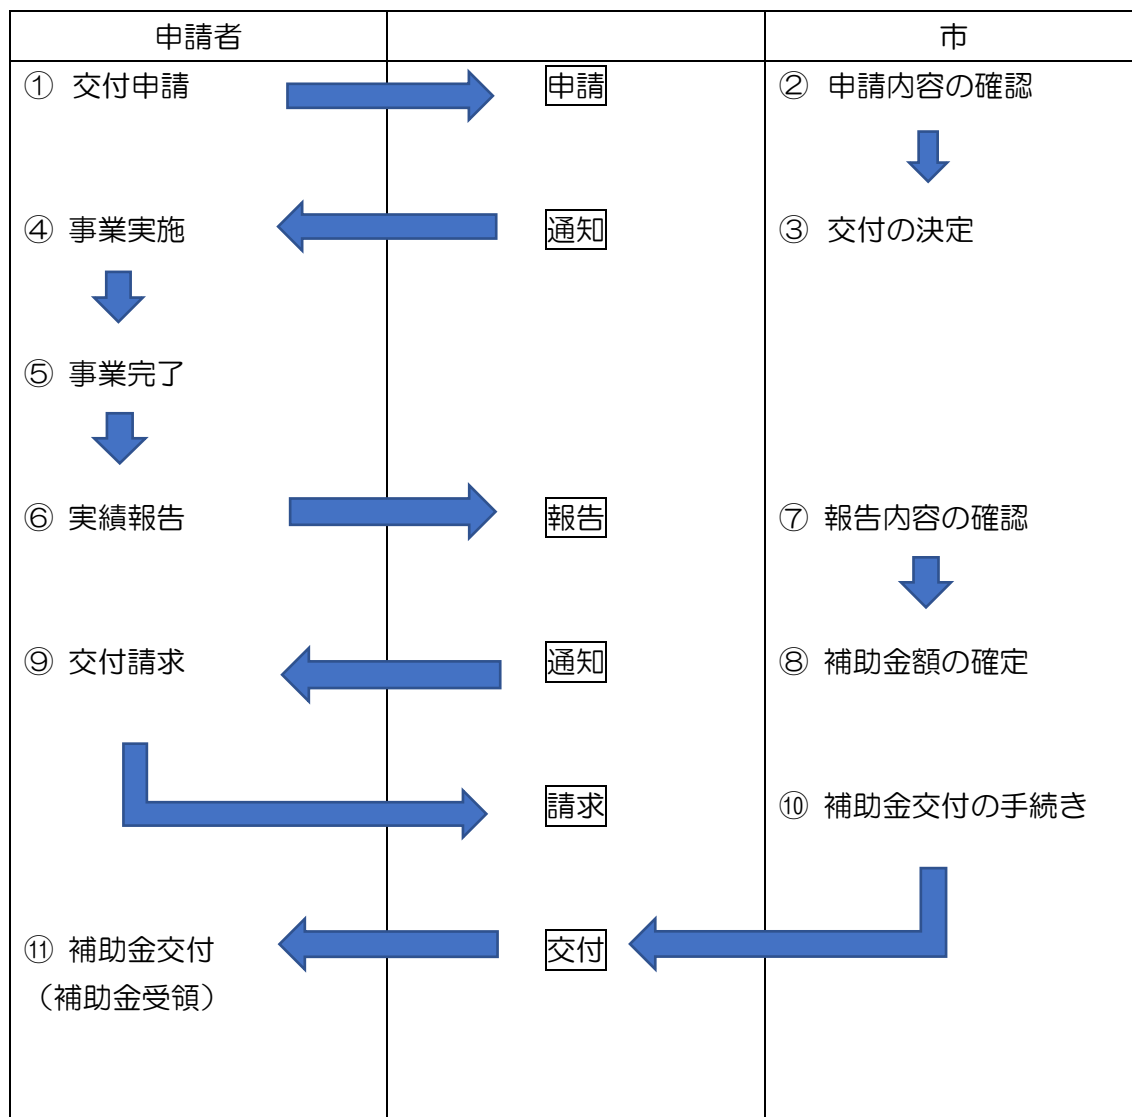 申請者
市
① 交付申請
申請
② 申請内容の確認
④ 事業実施
通知
③ 交付の決定
⑤ 事業完了
⑥ 実績報告
報告
⑦ 報告内容の確認
⑨ 交付請求
通知
⑧ 補助金額の確定
請求
⑩ 補助金交付の手続き
⑪ 補助金交付
交付
（補助金受領）